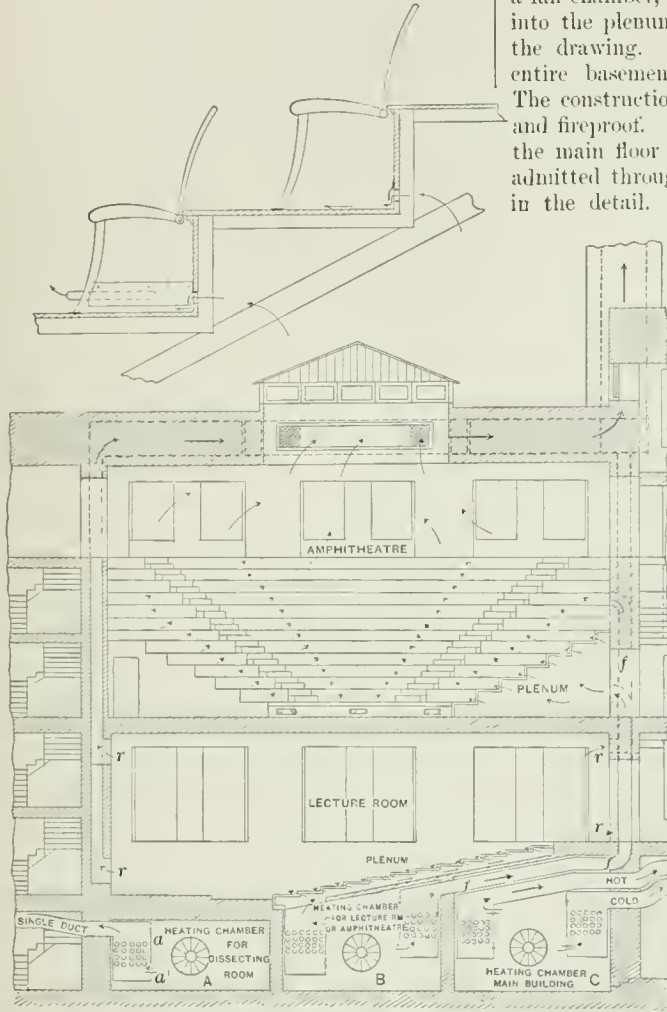 a fan chamber,
into the plenum
the drawing.
entire basemen
The constructio
and fireproof.
the main floor
admitted throug
in the detail.
AMPHITHEATRE
f
PLENUM
r
r
LECTURE ROOM
r
r
PLENUM
f
f
HOT
COLD
SINGLE DUCT
a
a'
HEATING CHAMBER
FOR
DISSECTING
ROOM
A
HEATING CHAMBER
FOR LECTURE RM
OR AMPHITHEATRE
B
HEATING CHAMBER
MAIN BUILDING
C